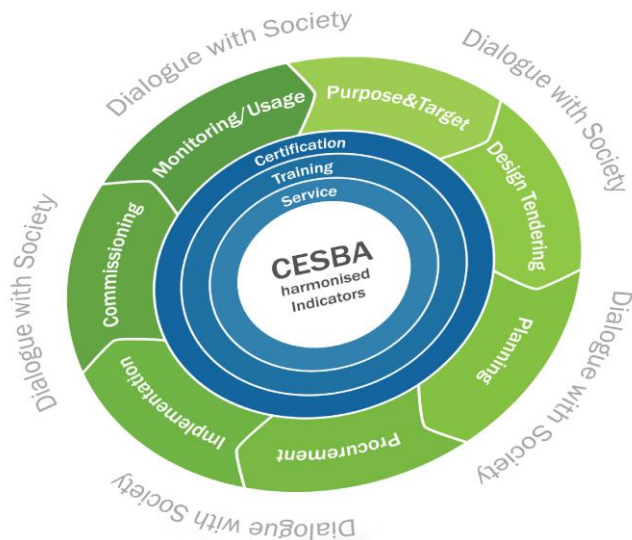 Dialogue with Society
Dialogue with Society
Dialogue with Society
Dialogue with Society
Dialogue with Society
Purpose&Target
Design Tendering
Planning
Procurement
Implementation
Commissioning
Monitoring/Usage
Certification
Training
Service
CESBA
harmonised
Indicators